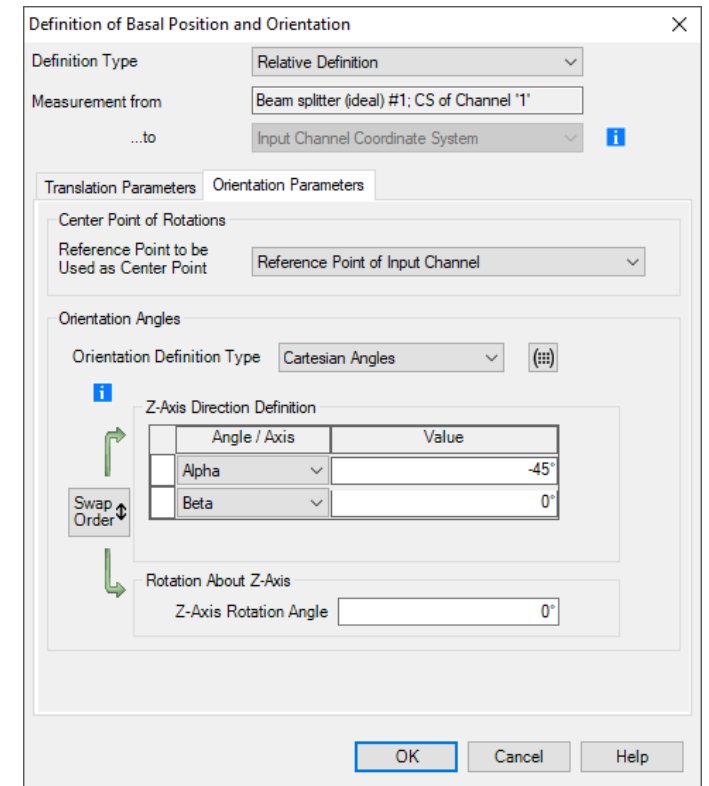 Definition of Basal Position and Orientation
Definition Type
Relative Definition
Measurement from
Beam splitter (ideal) #1; CS of Channel '1'
...to
Input Channel Coordinate System
i
Translation Parameters
Orientation Parameters
Center Point of Rotations
Reference Point to be
Used as Center Point
Reference Point of Input Channel
Orientation Angles
Orientation Definition Type
Cartesian Angles
i
Z-Axis Direction Definition
Angle / Axis
Value
Alpha
-45°
Beta
0°
Swap
Order
Rotation About Z-Axis
Z-Axis Rotation Angle
0°
OK
Cancel
Help